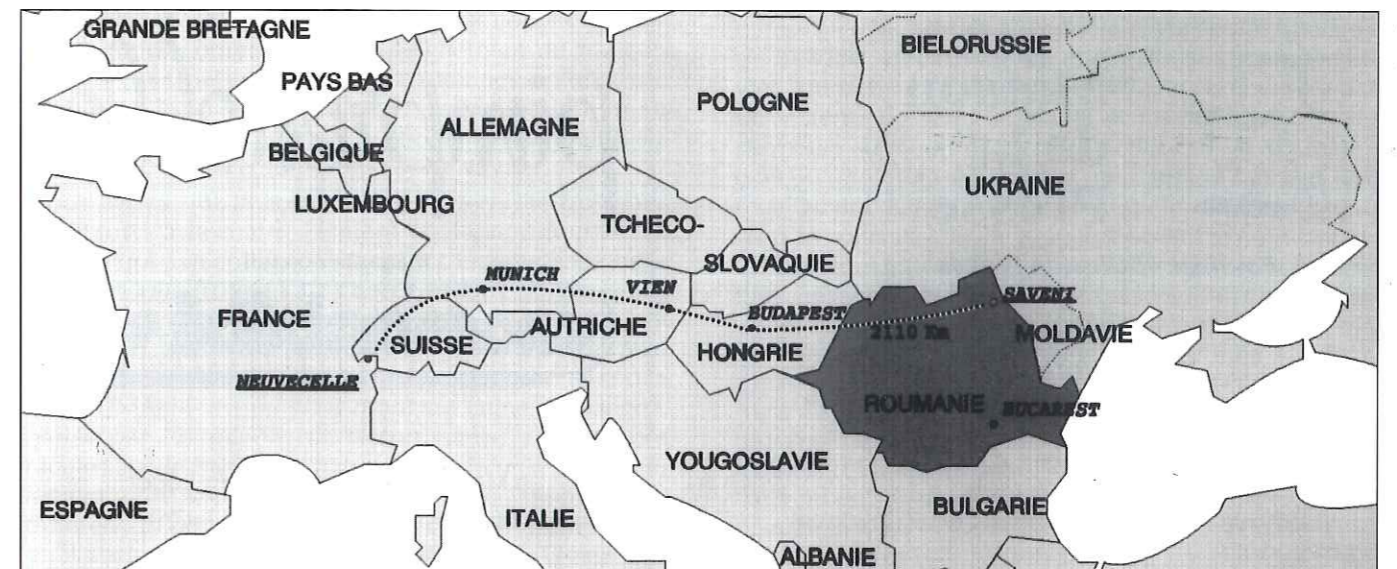 GRANDE BRETAGNE
BIELORUSSIE
PAYS BAS
POLOGNE
ALLEMAGNE
BELGIQUE
UKRAINE
LUXEMBOURG
TCHECO-
SLOVAQUIE
MUNICH
VIEN
SAVENI
BUDAPEST
FRANCE
AUTRICHE
2110 Km
MOLDAVIE
SUISSE
HONGRIE
NEUVECELLE
ROUMANIE
BUCAREST
YOUGOSLAVIE
ESPAGNE
ITALIE
BULGARIE
ALBANIE